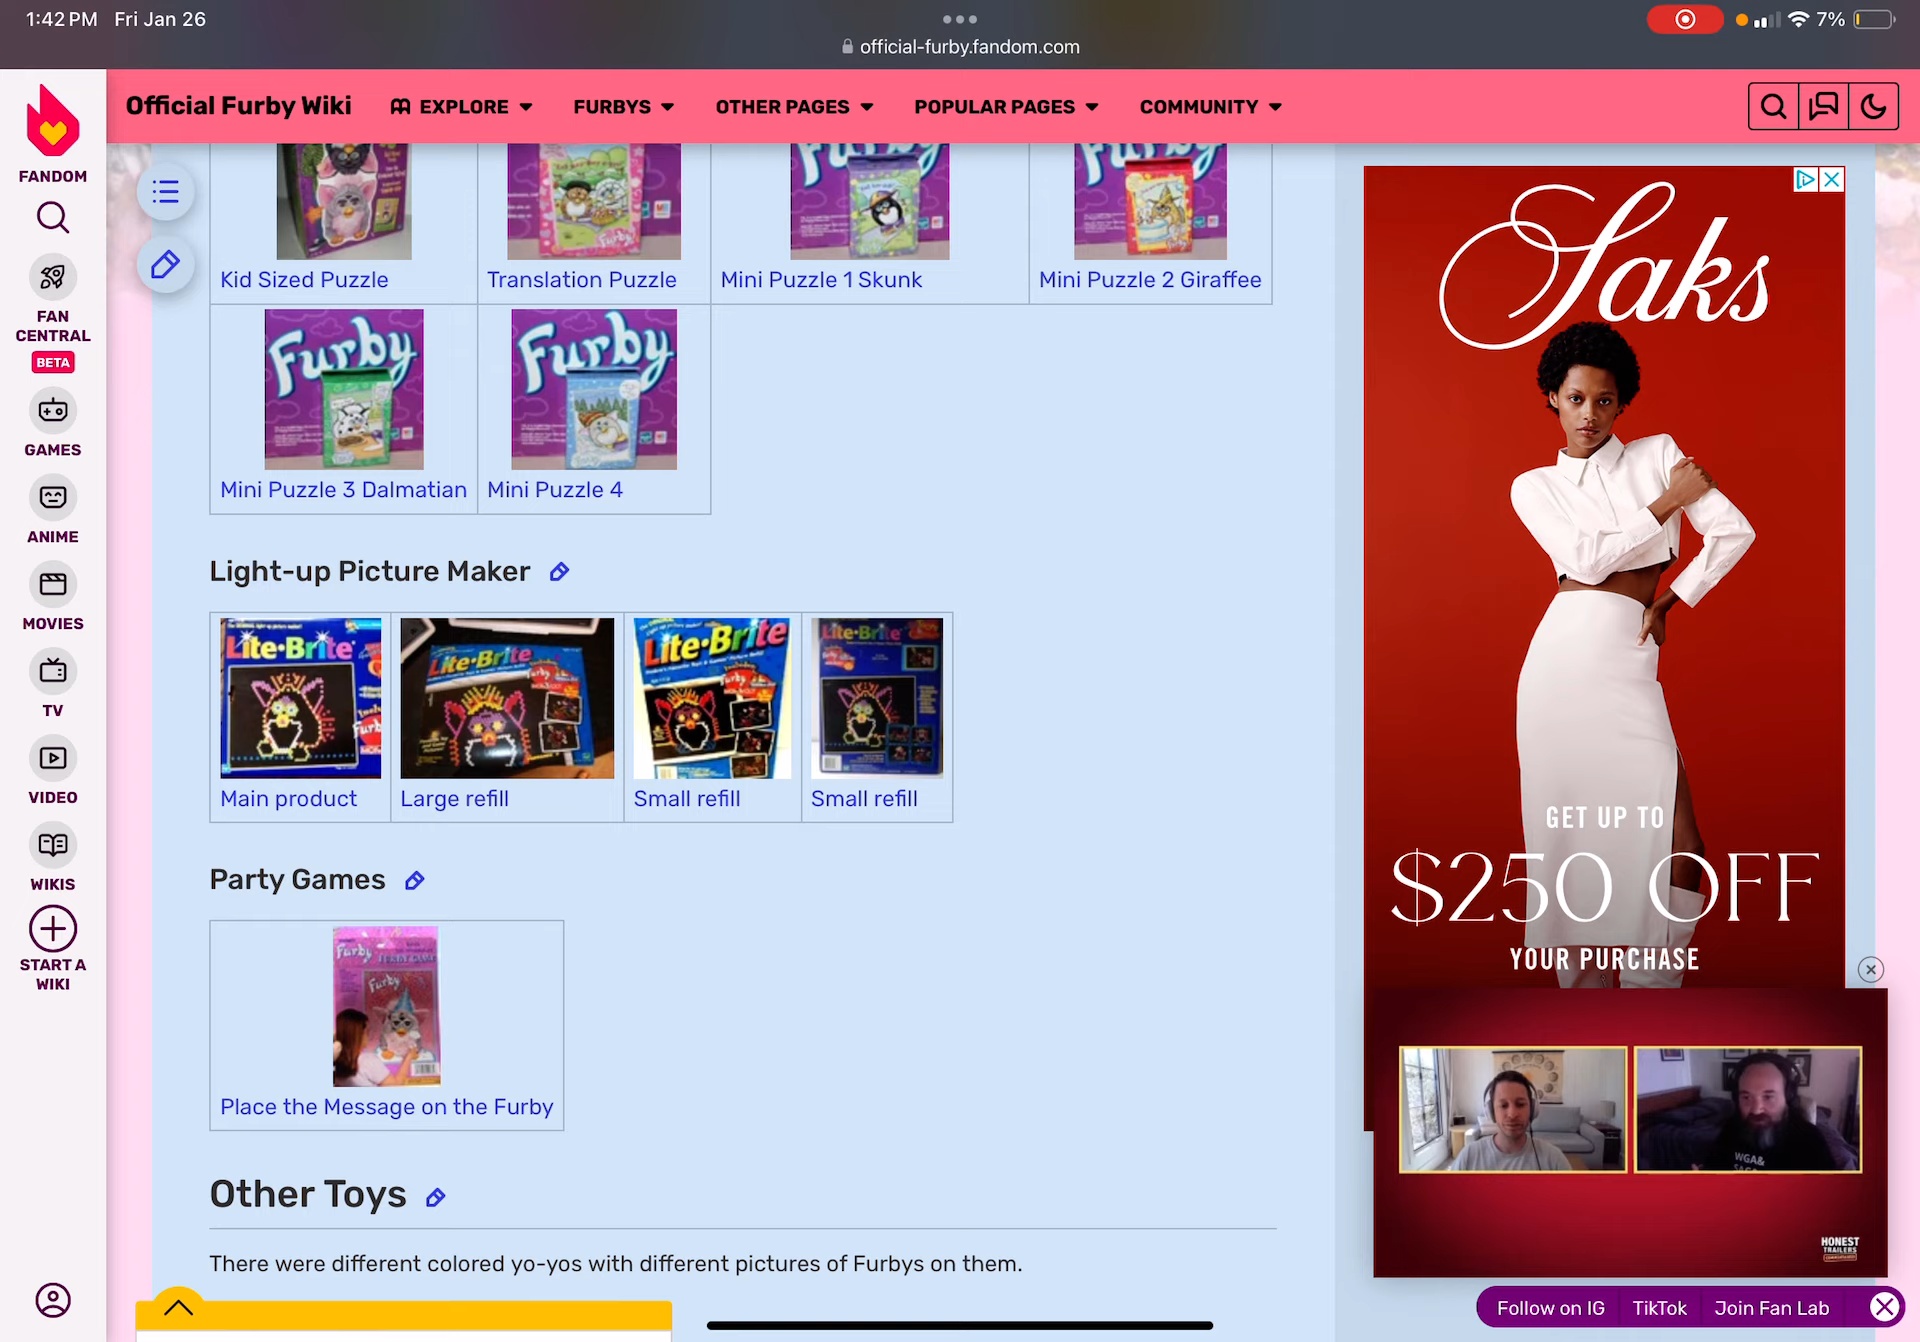 1:42 PM Fri Jan 26
7%
official-furby.fandom.com
Official Furby Wiki
EXPLORE
FURBYS
OTHER PAGES
POPULAR PAGES
COMMUNITY
FANDOM
FAN
CENTRAL
BETA
GAMES
ANIME
MOVIES
TV
VIDEO
WIKIS
START A
WIKI
Kid Sized Puzzle
Translation Puzzle
Mini Puzzle 1 Skunk
Mini Puzzle 2 Giraffee
Furby
Furby
Mini Puzzle 3 Dalmatian
Mini Puzzle 4
Light-up Picture Maker
Lite-Brite
Lite-Brite
Lite-Brite
Lite-Brite
Main product
Large refill
Small refill
Small refill
Party Games
Furby
Furby
Place the Message on the Furby
Other Toys
There were different colored yo-yos with different pictures of Furbys on them.
Saks
GET UP TO
$250 OFF
YOUR PURCHASE
WGA&
HONEST
TRAILERS
Follow on IG
TikTok
Join Fan Lab